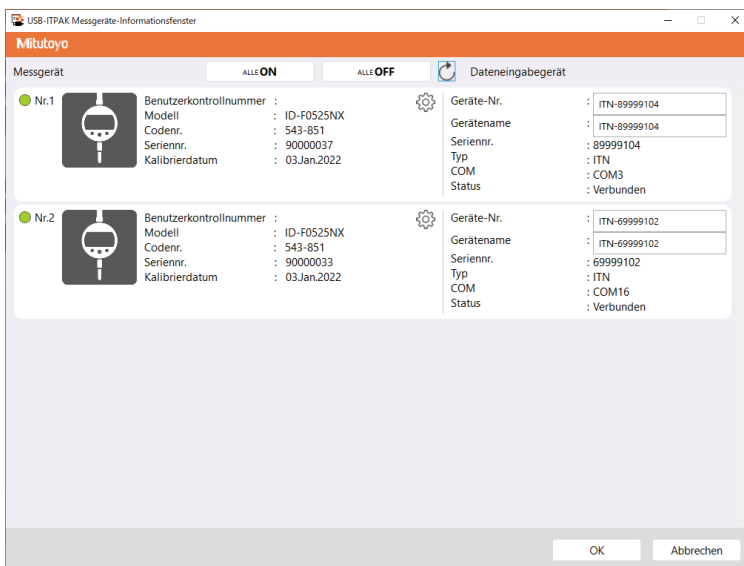 USB-ITPAK Messgeräte-Informationsfenster
Mitutoyo
Messgerät ALLE ON ALLE OFF Dateneingabegerät
Nr.1
Benutzerkontrollnummer :
Modell : ID-F0525NX
Codenr. : 543-851
Seriennr. : 90000037
Kalibrierdatum : 03.Jan.2022
Geräte-Nr. : ITN-89999104
Gerätename : ITN-89999104
Seriennr. : 89999104
Typ : ITN
COM : COM3
Status : Verbunden
Nr.2
Benutzerkontrollnummer :
Modell : ID-F0525NX
Codenr. : 543-851
Seriennr. : 90000033
Kalibrierdatum : 03.Jan.2022
Geräte-Nr. : ITN-69999102
Gerätename : ITN-69999102
Seriennr. : 69999102
Typ : ITN
COM : COM16
Status : Verbunden
OK Abbrechen